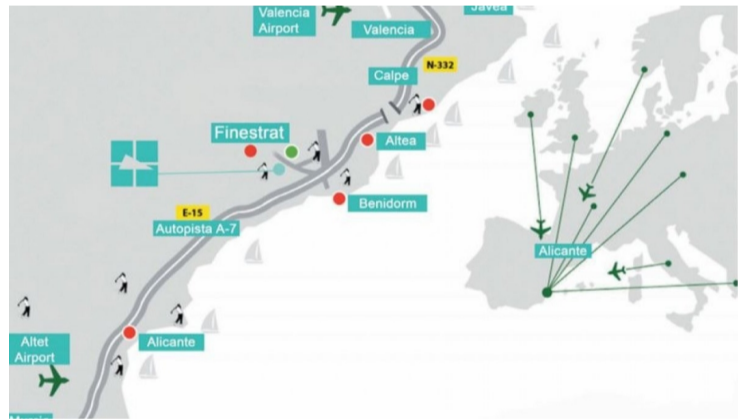 Javea
Valencia
Airport
Valencia
N-332
Calpe
Finestrat
Altea
Benidorm
E-15
Autopista A-7
Alicante
Altet
Airport
Alicante